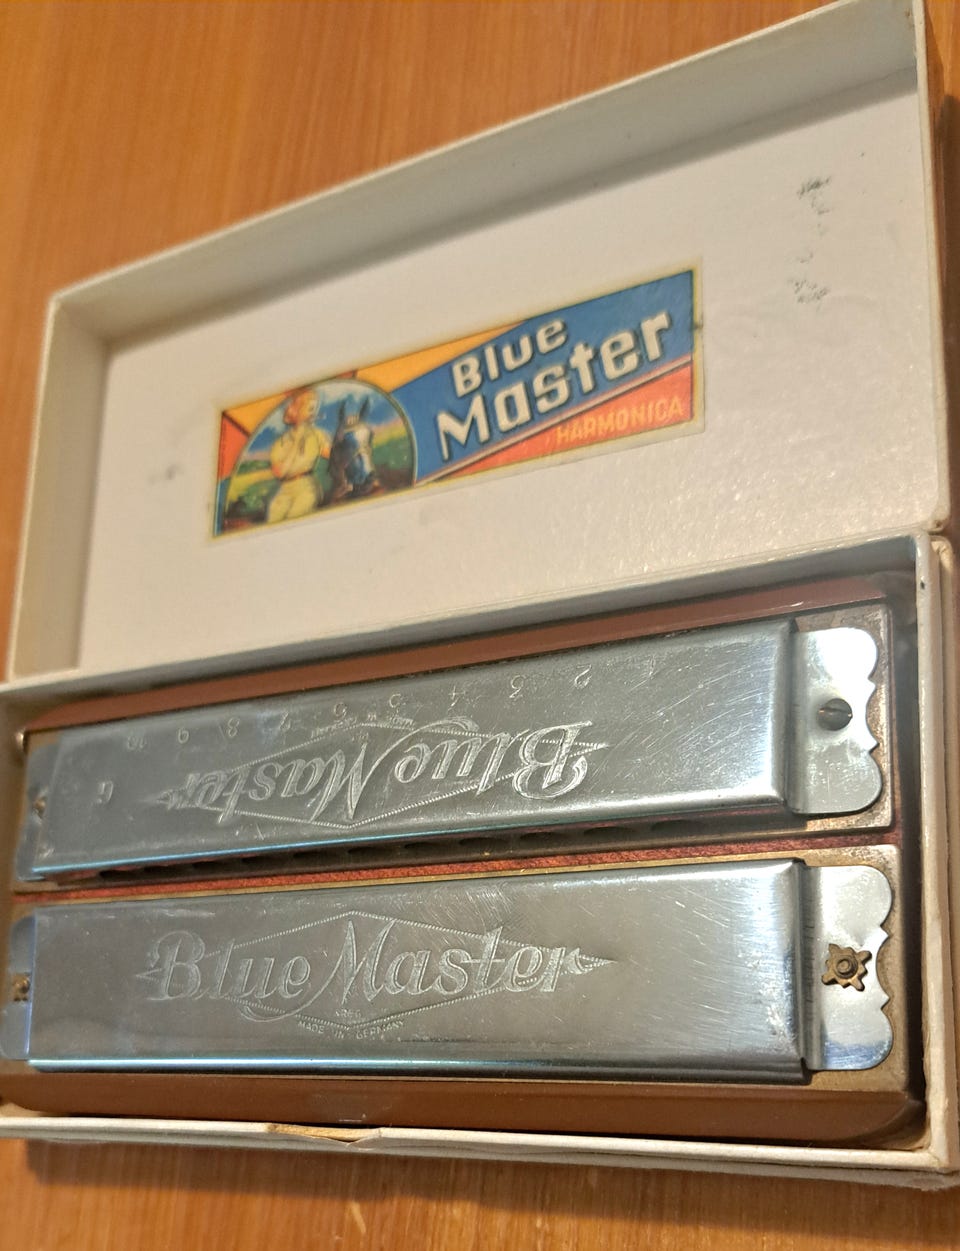 Blue
Master
HARMONICA
2 3 4 5 6 7 8 9 10
Blue Master
G
Blue Master
MADE IN GERMANY